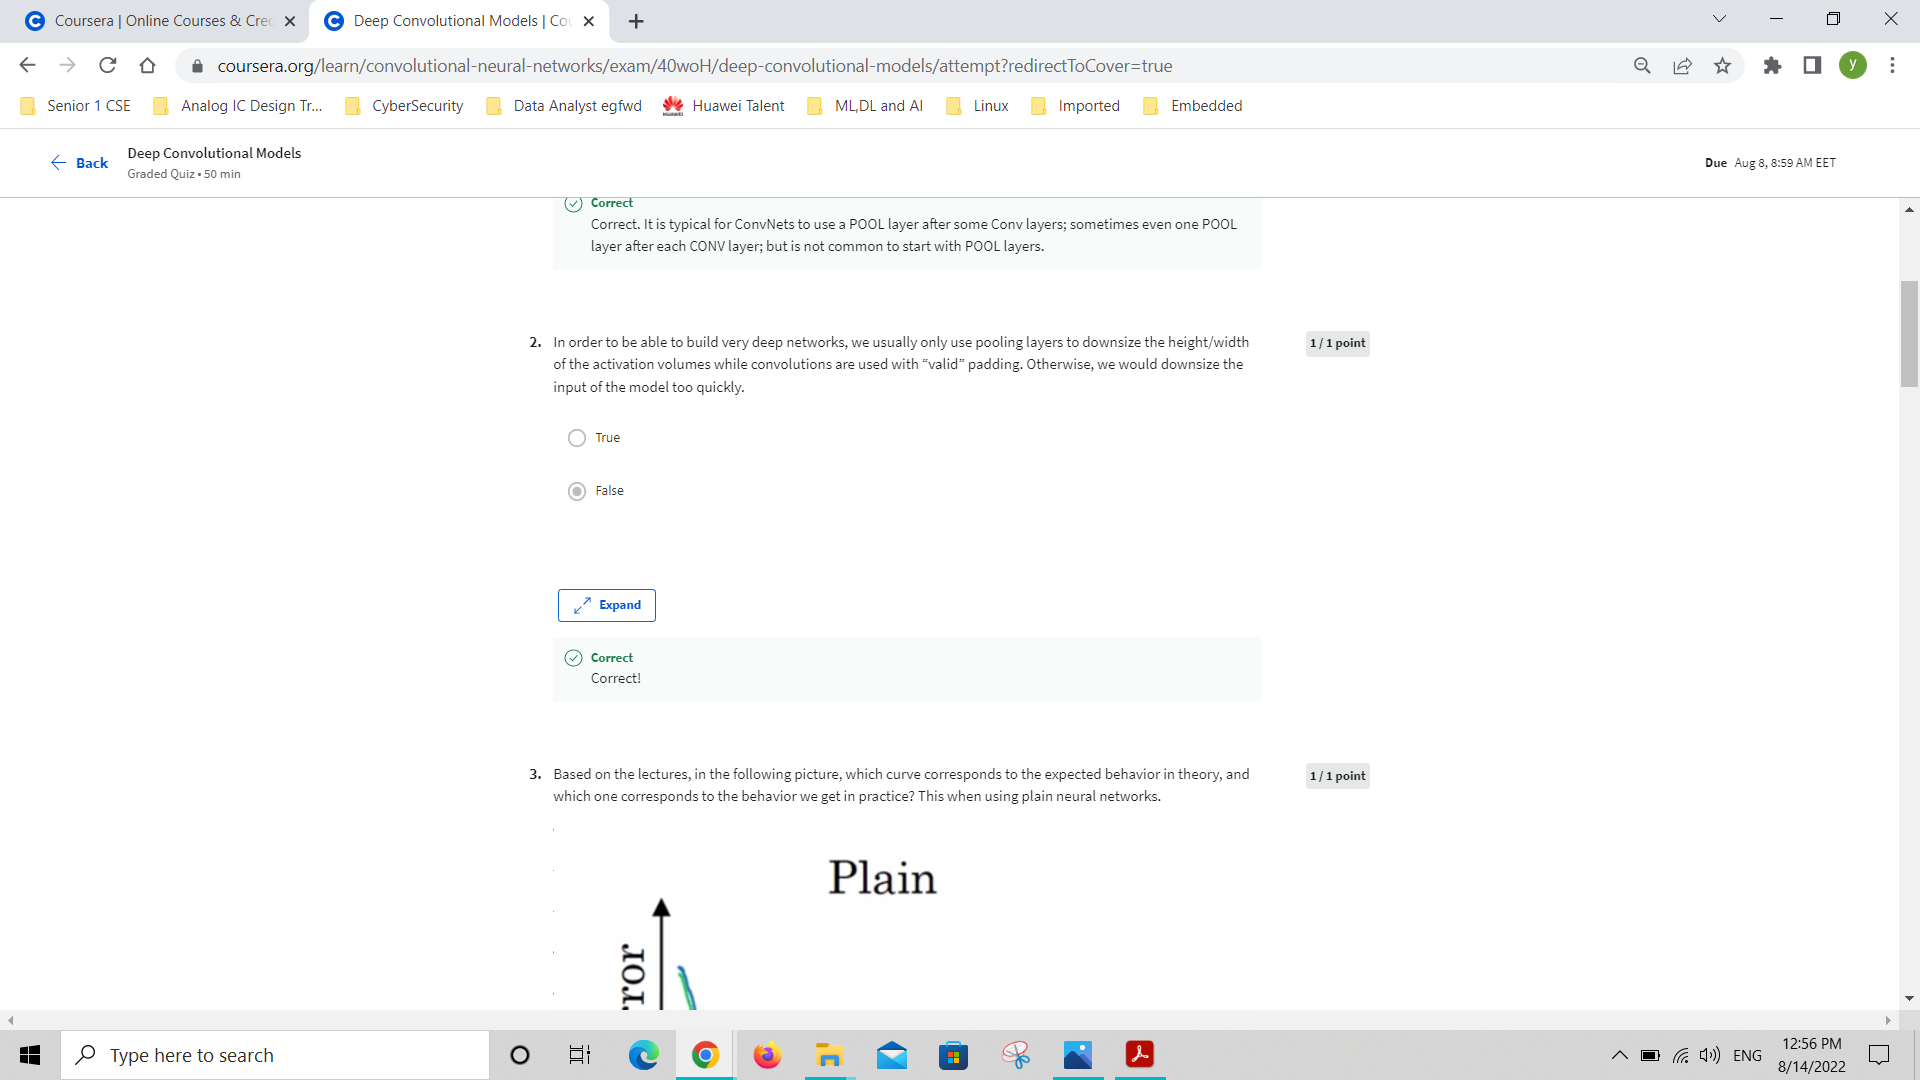 Coursera | Online Courses & Cre
Deep Convolutional Models | Co
coursera.org/learn/convolutional-neural-networks/exam/40woH/deep-convolutional-models/attempt?redirectToCover=true
y
Senior 1 CSE
Analog IC Design Tr...
CyberSecurity
Data Analyst egfwd
Huawei Talent
ML,DL and AI
Linux
Imported
Embedded
Back
Deep Convolutional Models
Graded Quiz • 50 min
Due Aug 8, 8:59 AM EET
Correct
Correct. It is typical for ConvNets to use a POOL layer after some Conv layers; sometimes even one POOL
layer after each CONV layer; but is not common to start with POOL layers.
2. In order to be able to build very deep networks, we usually only use pooling layers to downsize the height/width
of the activation volumes while convolutions are used with “valid” padding. Otherwise, we would downsize the
input of the model too quickly.
1 / 1 point
True
False
Expand
Correct
Correct!
3. Based on the lectures, in the following picture, which curve corresponds to the expected behavior in theory, and
which one corresponds to the behavior we get in practice? This when using plain neural networks.
1 / 1 point
Plain
rror
Type here to search
ENG
12:56 PM
8/14/2022